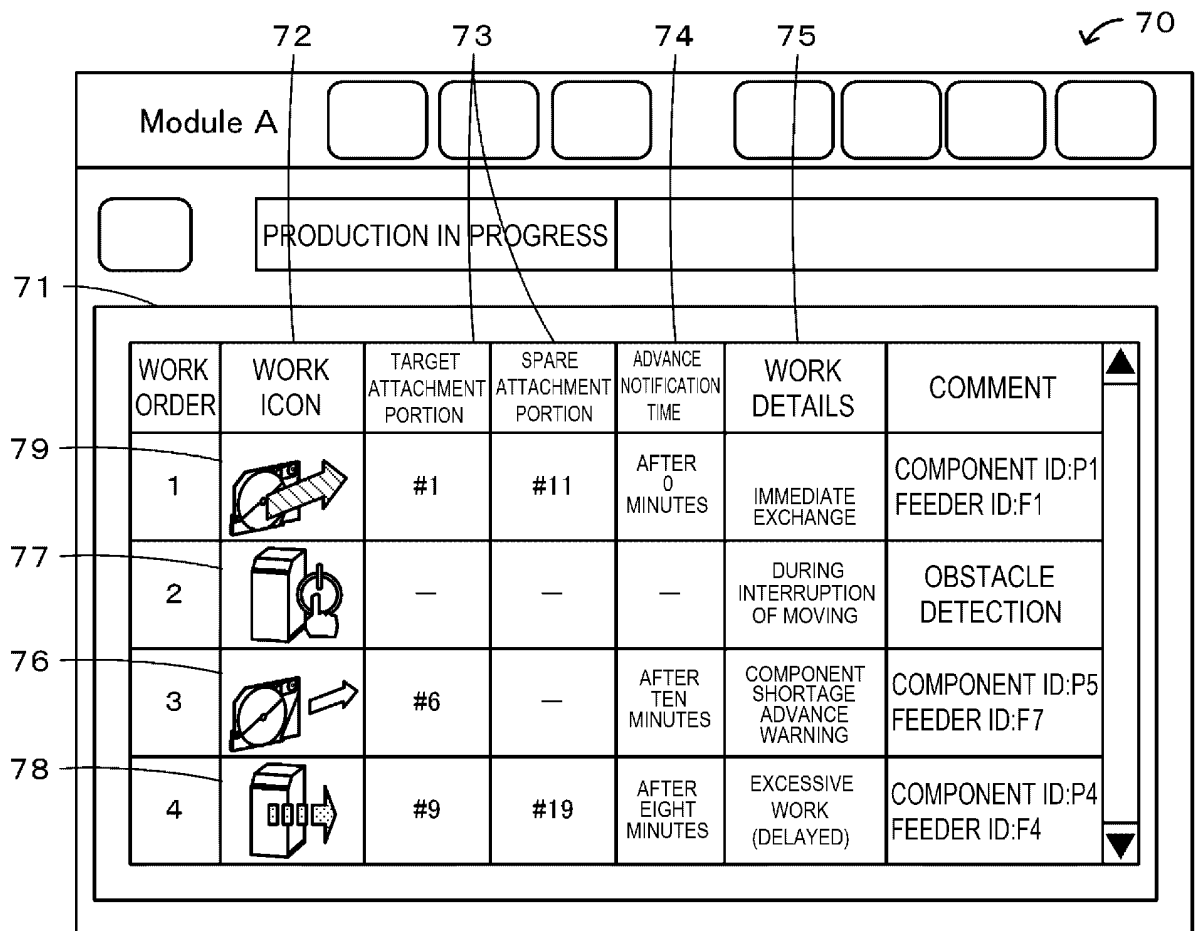 72 73 74 75 70
Module A
PRODUCTION IN PROGRESS
71
WORK
ORDER
WORK
ICON
TARGET
ATTACHMENT
PORTION
SPARE
ATTACHMENT
PORTION
ADVANCE
NOTIFICATION
TIME
WORK
DETAILS
COMMENT
79
1
#1
#11
AFTER
0
MINUTES
IMMEDIATE
EXCHANGE
COMPONENT ID:P1
FEEDER ID:F1
77
2
—
—
—
DURING
INTERRUPTION
OF MOVING
OBSTACLE
DETECTION
76
3
#6
—
AFTER
TEN
MINUTES
COMPONENT
SHORTAGE
ADVANCE
WARNING
COMPONENT ID:P5
FEEDER ID:F7
78
4
#9
#19
AFTER
EIGHT
MINUTES
EXCESSIVE
WORK
(DELAYED)
COMPONENT ID:P4
FEEDER ID:F4